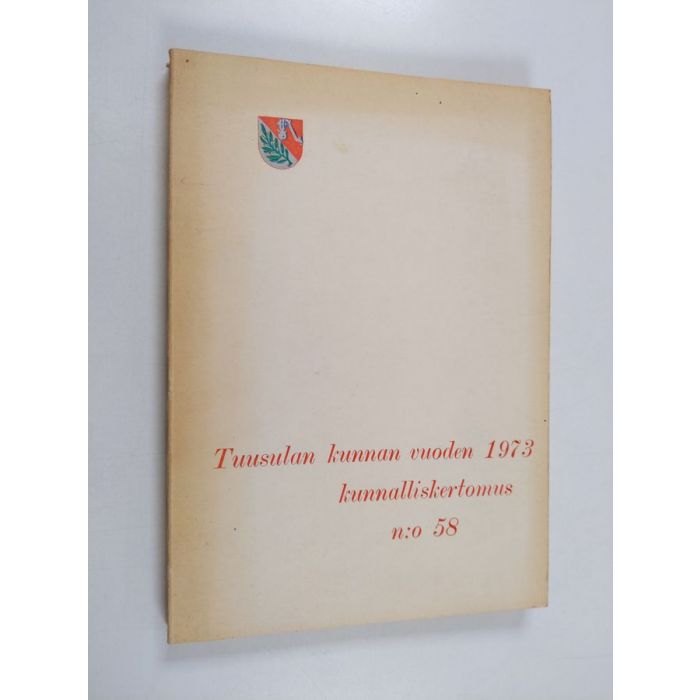 Tuusulan kunnan vuoden 1973
kunnalliskertomus
n:o 58